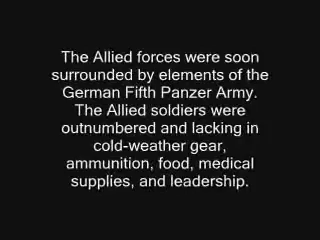 The Allied forces were soon
surrounded by elements of the
German Fifth Panzer Army.
The Allied soldiers were
outnumbered and lacking in
cold-weather gear,
ammunition, food, medical
supplies, and leadership.